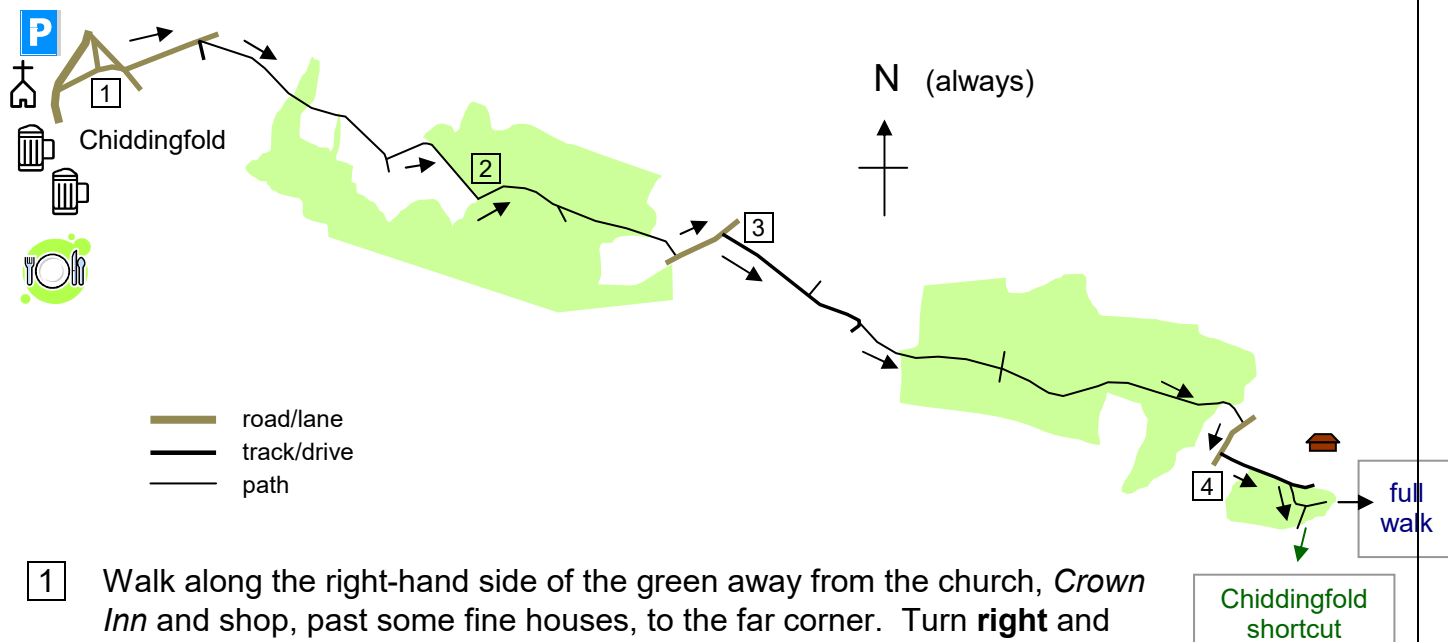 P
N (always)
1
Chiddingfold
2
3
road/lane
track/drive
path
4
full
walk
1 Walk along the right-hand side of the green away from the church, Crown
Inn and shop, past some fine houses, to the far corner. Turn right and
Chiddingfold
shortcut